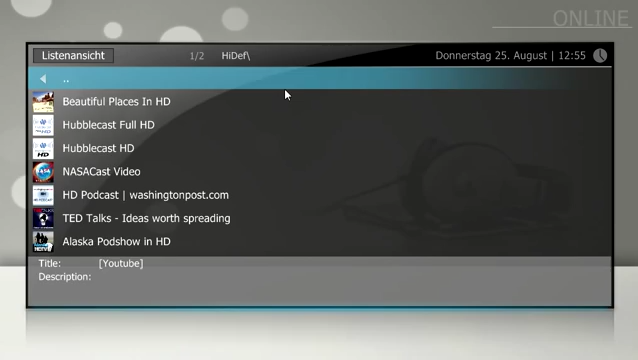 ONLINE
Listenansicht 1/2 HiDef\ Donnerstag 25. August | 12:55
..
Beautiful Places In HD
Hubblecast Full HD
Hubblecast HD
NASACast Video
HD Podcast | washingtonpost.com
TED Talks - Ideas worth spreading
Alaska Podshow in HD
Title: [Youtube]
Description: